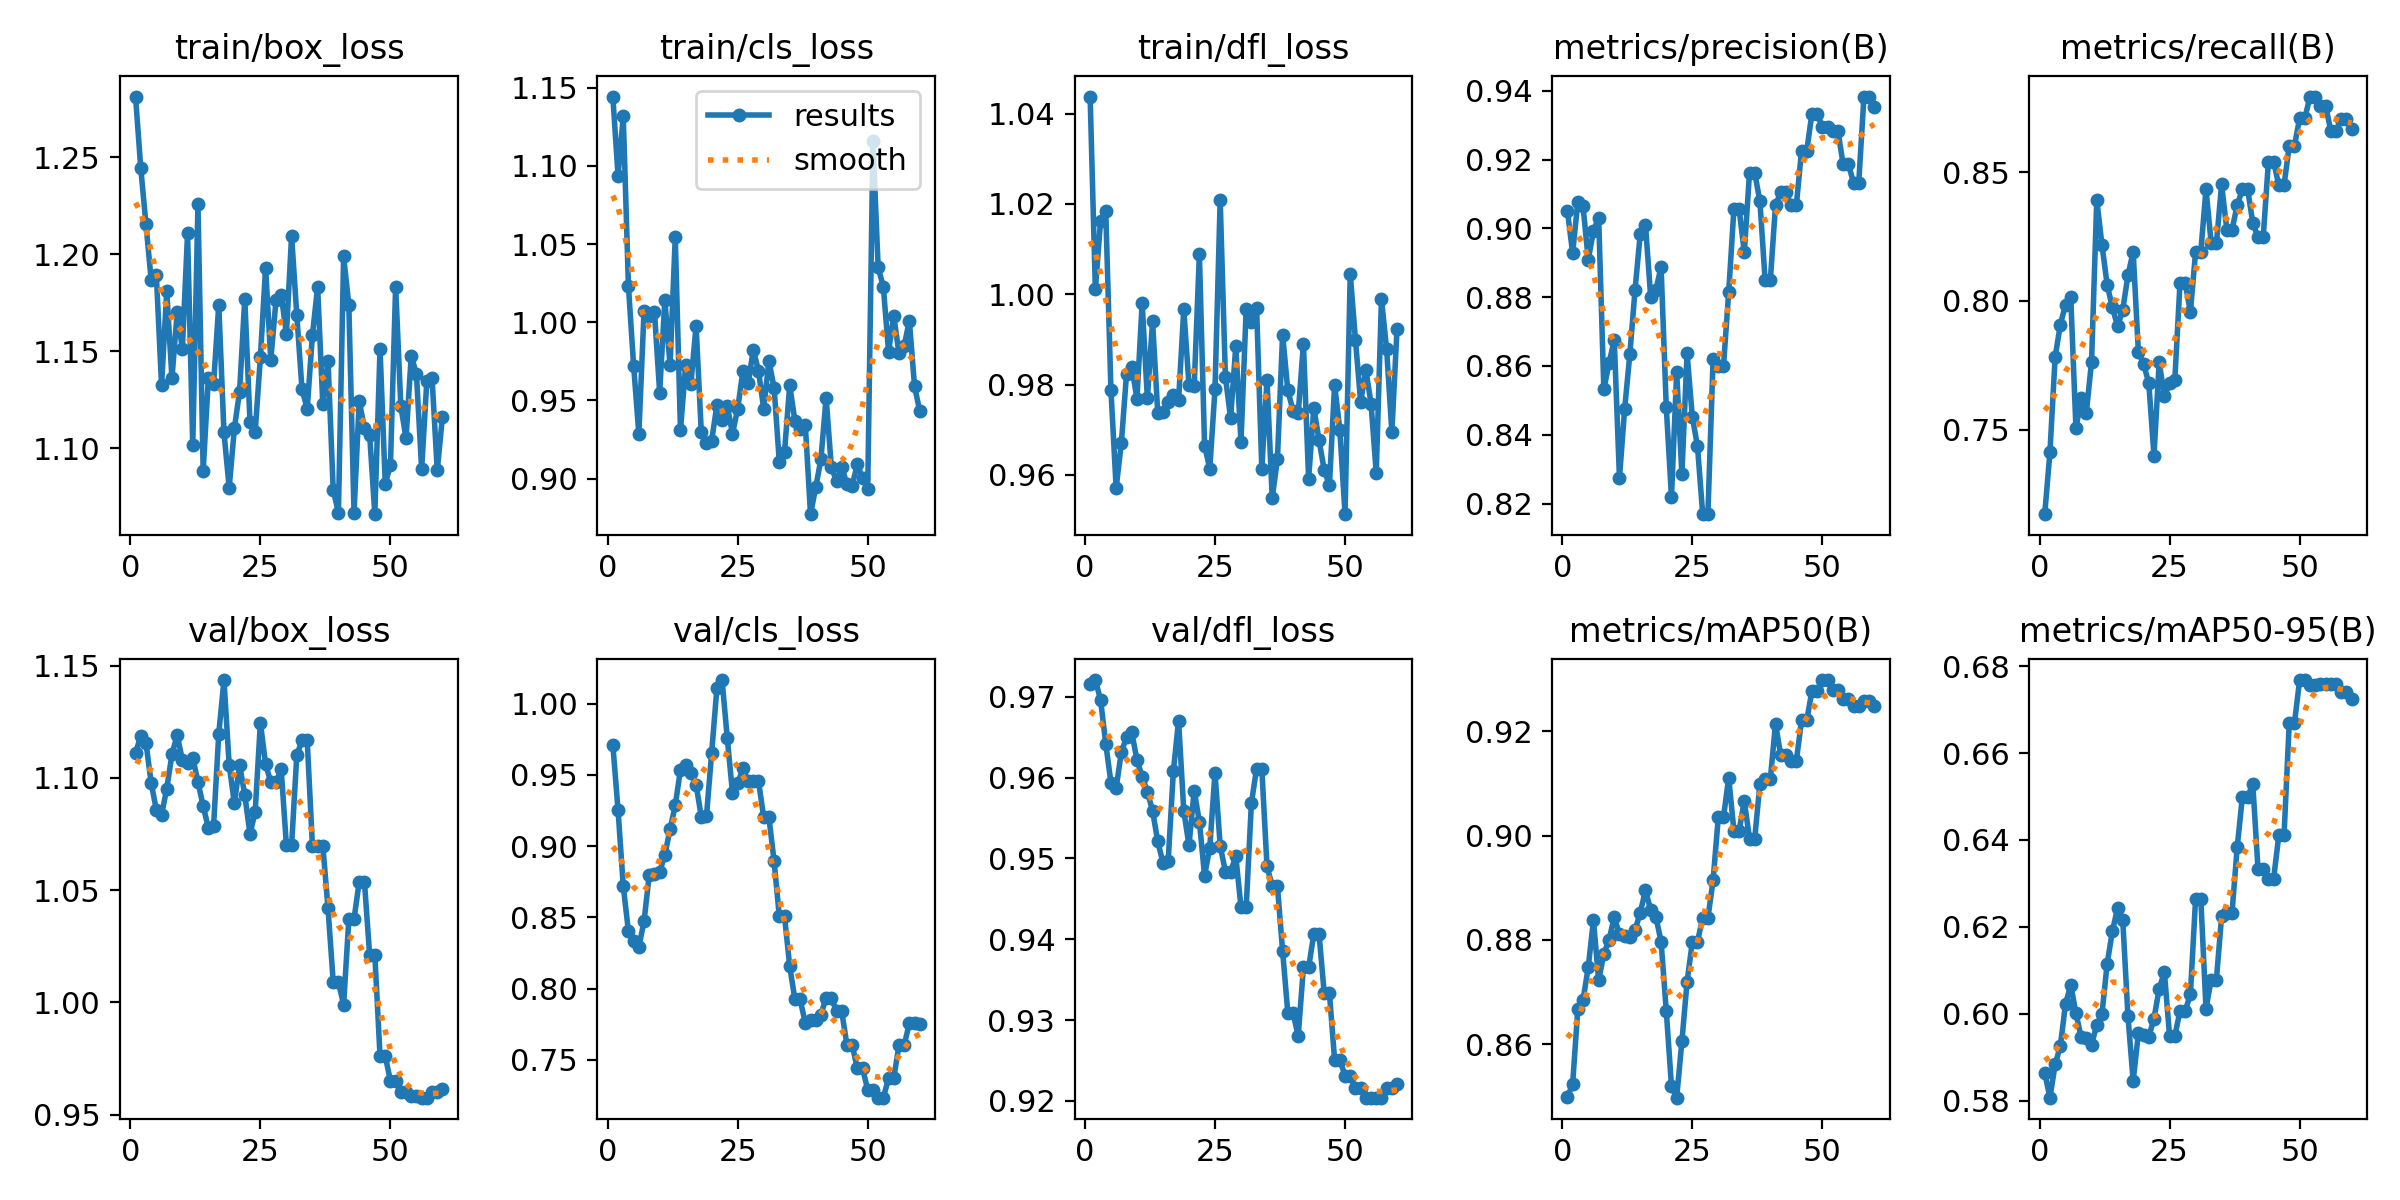 train/box_loss
1.25
1.20
1.15
1.10
0 25 50
train/cls_loss
1.15
1.10
1.05
1.00
0.95
0.90
0 25 50
results
smooth
train/dfl_loss
1.04
1.02
1.00
0.98
0.96
0 25 50
metrics/precision(B)
0.94
0.92
0.90
0.88
0.86
0.84
0.82
0 25 50
metrics/recall(B)
0.85
0.80
0.75
0 25 50
val/box_loss
1.15
1.10
1.05
1.00
0.95
0 25 50
val/cls_loss
1.00
0.95
0.90
0.85
0.80
0.75
0 25 50
val/dfl_loss
0.97
0.96
0.95
0.94
0.93
0.92
0 25 50
metrics/mAP50(B)
0.92
0.90
0.88
0.86
0 25 50
metrics/mAP50-95(B)
0.68
0.66
0.64
0.62
0.60
0.58
0 25 50